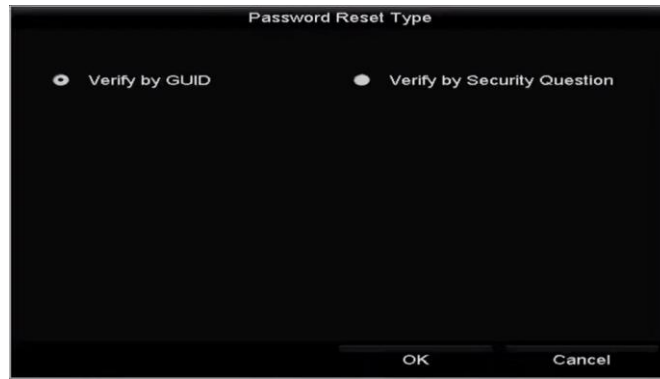 Password Reset Type
Verify by GUID
Verify by Security Question
OK
Cancel